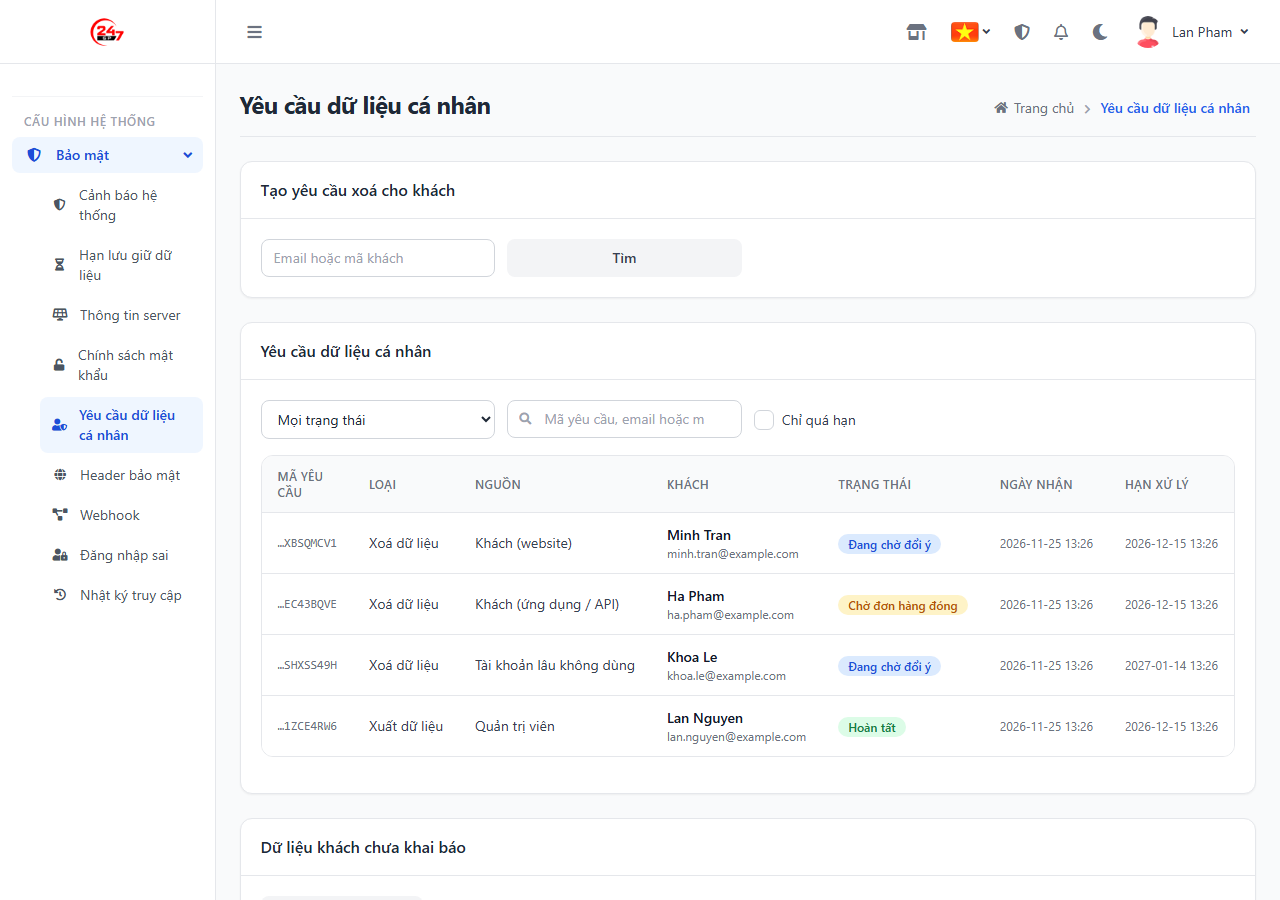 247
Lan Pham
CẤU HÌNH HỆ THỐNG
Bảo mật
Cảnh báo hệ
thống
Hạn lưu giữ dữ
liệu
Thông tin server
Chính sách mật
khẩu
Yêu cầu dữ liệu
cá nhân
Header bảo mật
Webhook
Đăng nhập sai
Nhật ký truy cập
Yêu cầu dữ liệu cá nhân
Trang chủ > Yêu cầu dữ liệu cá nhân
Tạo yêu cầu xoá cho khách
Email hoặc mã khách
Tìm
Yêu cầu dữ liệu cá nhân
Mọi trạng thái
Mã yêu cầu, email hoặc m
Chỉ quá hạn
MÃ YÊU
CẦU
LOẠI
NGUỒN
KHÁCH
TRẠNG THÁI
NGÀY NHẬN
HẠN XỬ LÝ
…XBSQMCV1 Xoá dữ liệu Khách (website) Minh Tran Đang chờ đổi ý 2026-11-25 13:26 2026-12-15 13:26
minh.tran@example.com
…EC43BQVE Xoá dữ liệu Khách (ứng dụng / API) Ha Pham Chờ đơn hàng đóng 2026-11-25 13:26 2026-12-15 13:26
ha.pham@example.com
…SHXSS49H Xoá dữ liệu Tài khoản lâu không dùng Khoa Le Đang chờ đổi ý 2026-11-25 13:26 2027-01-14 13:26
khoa.le@example.com
…1ZCE4RW6 Xuất dữ liệu Quản trị viên Lan Nguyen Hoàn tất 2026-11-25 13:26 2026-12-15 13:26
lan.nguyen@example.com
Dữ liệu khách chưa khai báo